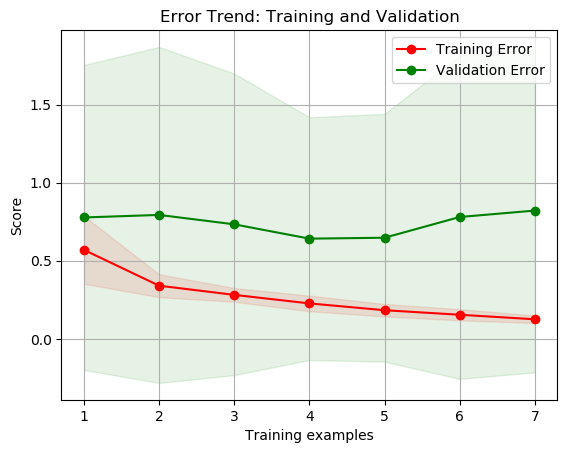 Error Trend: Training and Validation
Training Error
Validation Error
1.5
1.0
0.5
0.0
Score
1 2 3 4 5 6 7
Training examples